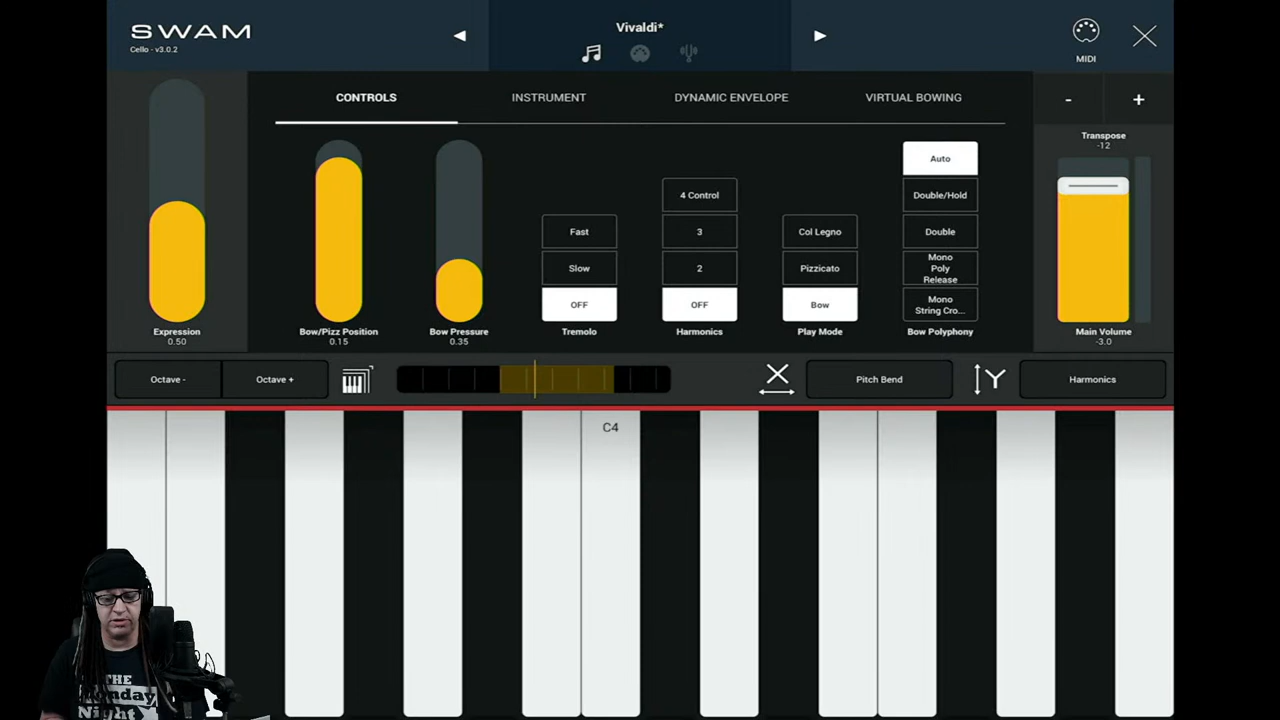 SWAM
Cello - v3.0.2
Vivaldi*
MIDI
CONTROLS
INSTRUMENT
DYNAMIC ENVELOPE
VIRTUAL BOWING
-
+
Transpose
-12
Auto
4 Control
Double/Hold
Fast
3
Col Legno
Double
Slow
2
Pizzicato
Mono
Poly
Release
OFF
OFF
Bow
Mono
String Cro...
Expression
0.50
Bow/Pizz Position
0.15
Bow Pressure
0.35
Tremolo
Harmonics
Play Mode
Bow Polyphony
Main Volume
-3.0
Octave -
Octave +
X
Pitch Bend
Y
Harmonics
C4
THE
Monday
Night